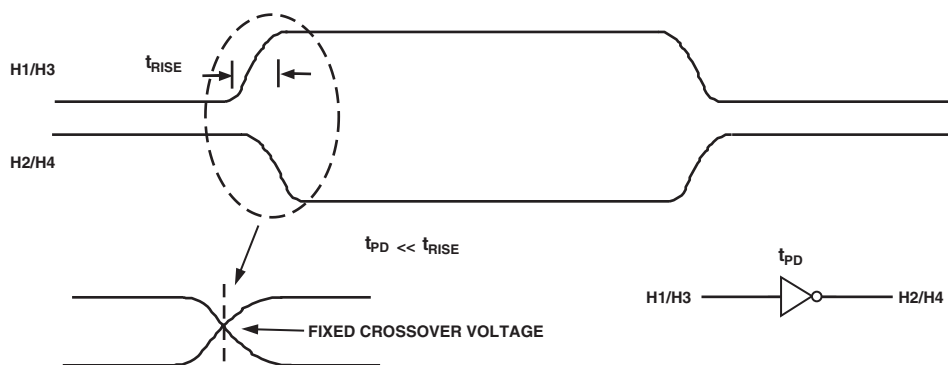 H1/H3
tRISE
H2/H4
tPD << tRISE
tPD
H1/H3
H2/H4
FIXED CROSSOVER VOLTAGE